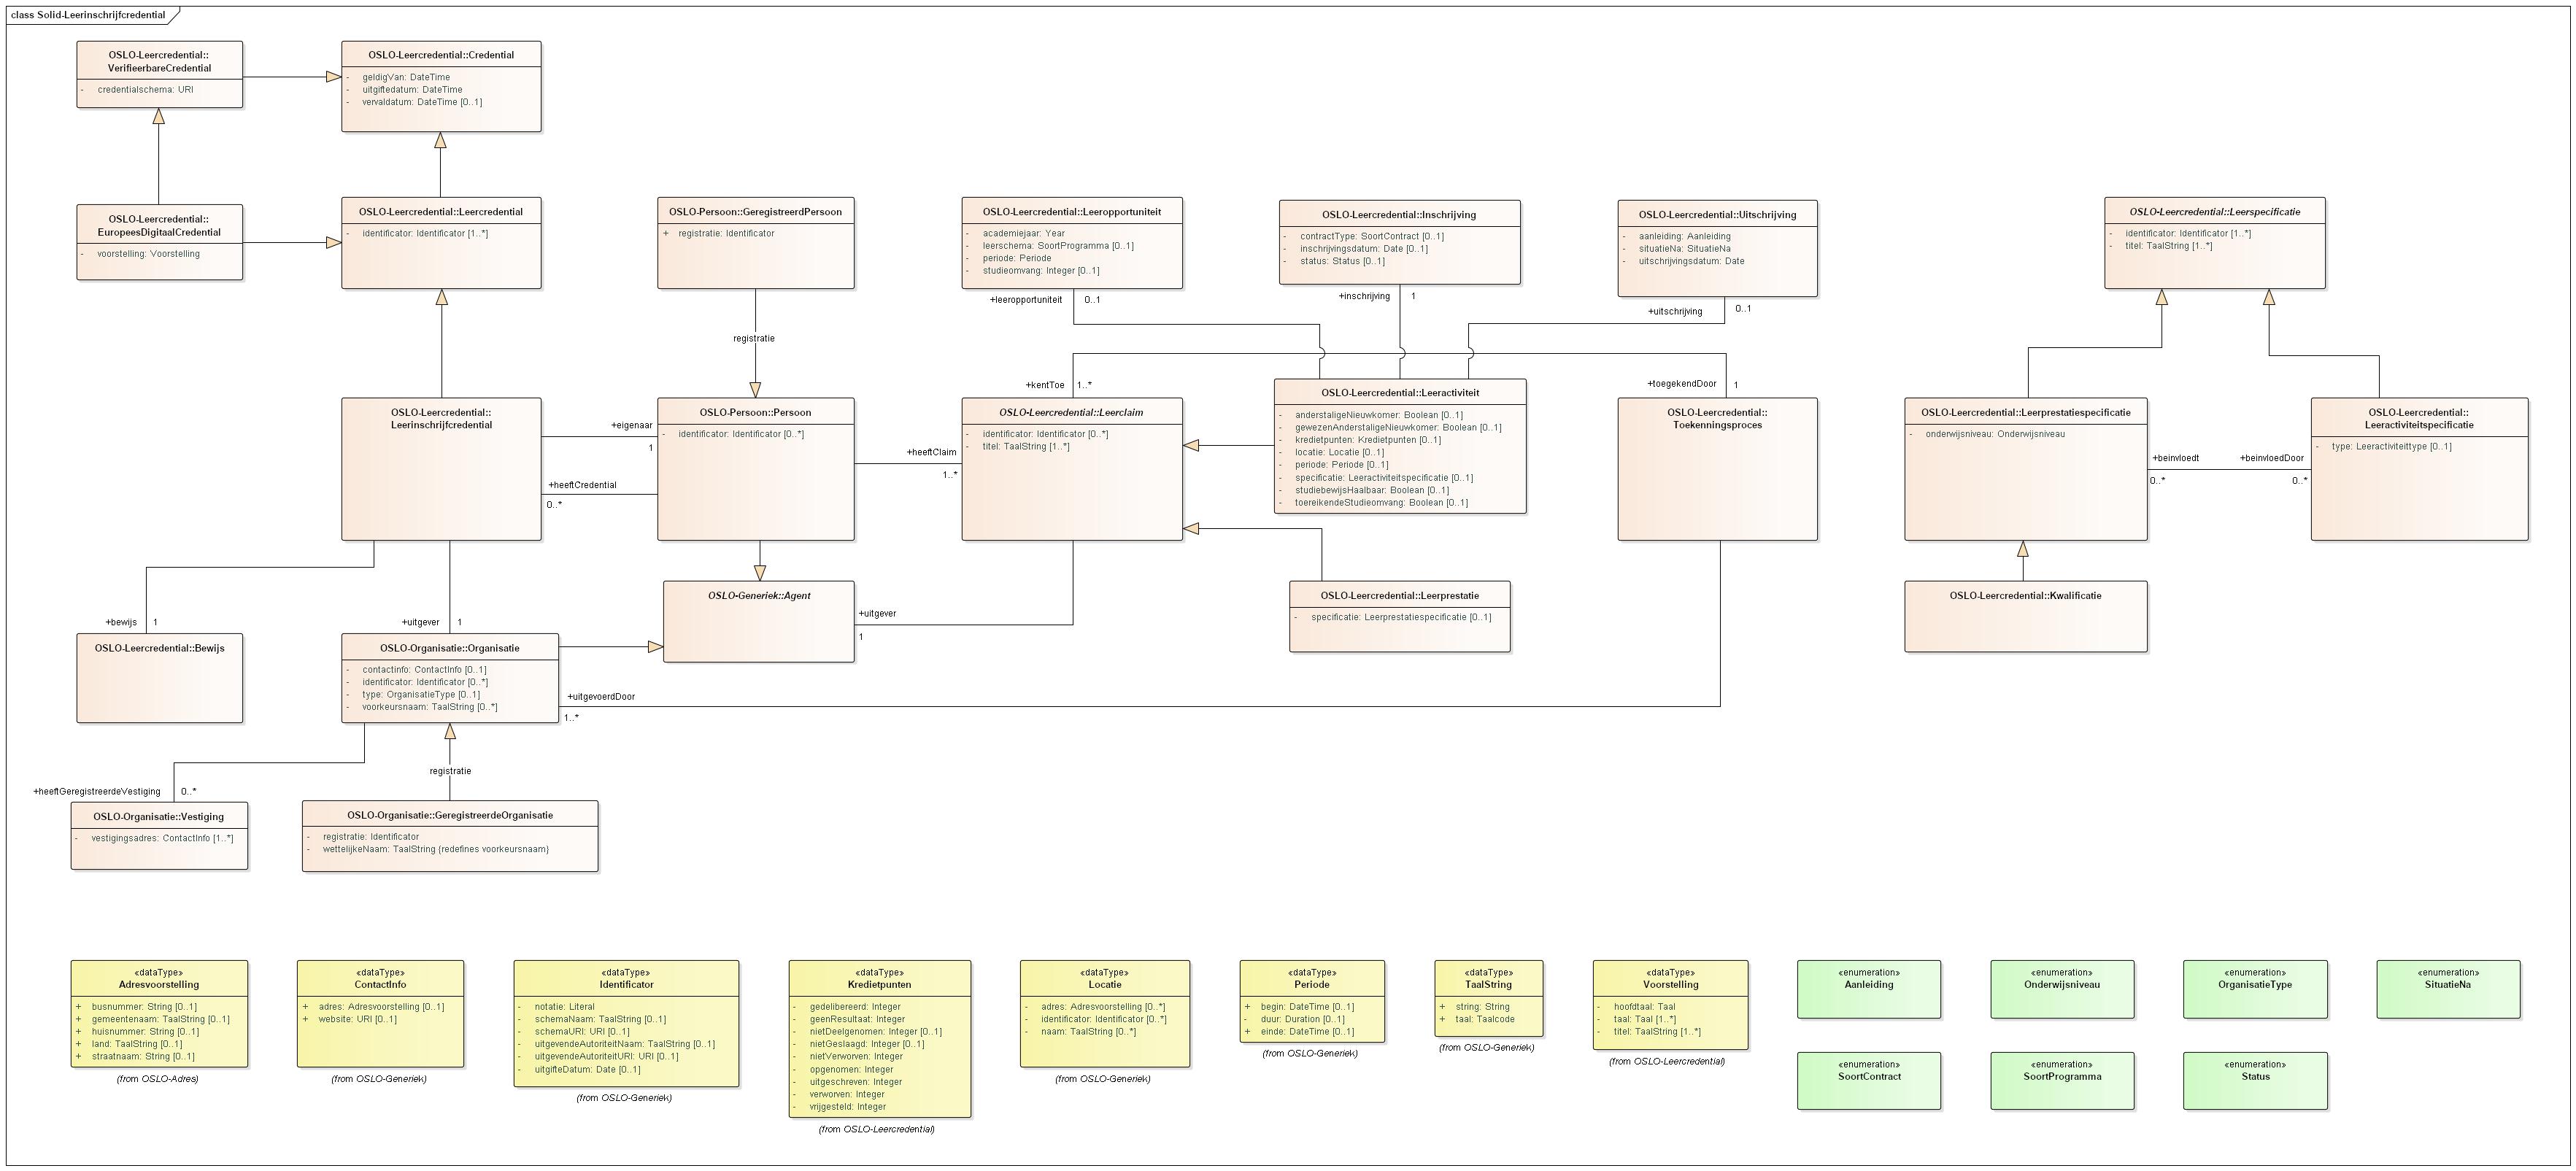 class Solid-Leerinschrijfcredential
OSLO-Leercredential::
VerifieerbareCredential
- credentialschema: URI
OSLO-Leercredential::Credential
- geldigVan: DateTime
- uitgiftedatum: DateTime
- vervaldatum: DateTime [0..1]
OSLO-Leercredential::
EuropeesDigitaalCredential
- voorstelling: Voorstelling
OSLO-Leercredential::Leercredential
- identificator: Identificator [1..*]
OSLO-Persoon::GeregistreerdPersoon
+ registratie: Identificator
OSLO-Leercredential::Leeropportuniteit
- academiejaar: Year
- leerschema: SoortProgramma [0..1]
- periode: Periode
- studieomvang: Integer [0..1]
OSLO-Leercredential::Inschrijving
- contractType: SoortContract [0..1]
- inschrijvingsdatum: Date [0..1]
- status: Status [0..1]
OSLO-Leercredential::Uitschrijving
- aanleiding: Aanleiding
- situatieNa: SituatieNa
- uitschrijvingsdatum: Date
OSLO-Leercredential::Leerspecificatie
- identificator: Identificator [1..*]
- titel: TaalString [1..*]
+leeropportuniteit 0..1
+inschrijving 1
+uitschrijving 0..1
registratie
+kentToe 1..*
+toegekendDoor 1
OSLO-Leercredential::
Leerinschrijfcredential
+eigenaar
1
+heeftCredential
0..*
OSLO-Persoon::Persoon
- identificator: Identificator [0..*]
+heeftClaim
1..*
OSLO-Leercredential::Leerclaim
- identificator: Identificator [0..*]
- titel: TaalString [1..*]
OSLO-Leercredential::Leeractiviteit
- anderstaligeNieuwkomer: Boolean [0..1]
- gewezenAnderstaligeNieuwkomer: Boolean [0..1]
- kredietpunten: Kredietpunten [0..1]
- locatie: Locatie [0..1]
- periode: Periode [0..1]
- specificatie: Leeractiviteitspecificatie [0..1]
- studiebewijsHaalbaar: Boolean [0..1]
- toereikendeStudieomvang: Boolean [0..1]
OSLO-Leercredential::
Toekenningsproces
OSLO-Leercredential::Leerprestatiespecificatie
- onderwijsniveau: Onderwijsniveau
+beinvloedt
0..*
+beinvloedDoor
0..*
OSLO-Leercredential::
Leeractiviteitspecificatie
- type: Leeractiviteittype [0..1]
+bewijs 1
+uitgever 1
OSLO-Generiek::Agent
+uitgever
1
OSLO-Leercredential::Leerprestatie
- specificatie: Leerprestatiespecificatie [0..1]
OSLO-Leercredential::Kwalificatie
OSLO-Leercredential::Bewijs
OSLO-Organisatie::Organisatie
- contactinfo: ContactInfo [0..1]
- identificator: Identificator [0..*]
- type: OrganisatieType [0..1]
- voorkeursnaam: TaalString [0..*]
+uitgevoerdDoor
1..*
registratie
+heeftGeregistreerdeVestiging 0..*
OSLO-Organisatie::Vestiging
- vestigingsadres: ContactInfo [1..*]
OSLO-Organisatie::GeregistreerdeOrganisatie
- registratie: Identificator
- wettelijkeNaam: TaalString {redefines voorkeursnaam}
«dataType»
Adresvoorstelling
+ busnummer: String [0..1]
+ gemeentenaam: TaalString [0..1]
+ huisnummer: String [0..1]
+ land: TaalString [0..1]
+ straatnaam: String [0..1]
(from OSLO-Adres)
«dataType»
ContactInfo
+ adres: Adresvoorstelling [0..1]
+ website: URI [0..1]
(from OSLO-Generiek)
«dataType»
Identificator
- notatie: Literal
- schemaNaam: TaalString [0..1]
- schemaURI: URI [0..1]
- uitgevendeAutoriteitNaam: TaalString [0..1]
- uitgevendeAutoriteitURI: URI [0..1]
- uitgifteDatum: Date [0..1]
(from OSLO-Generiek)
«dataType»
Kredietpunten
- gedelibereerd: Integer
- geenResultaat: Integer
- nietDeelgenomen: Integer [0..1]
- nietGeslaagd: Integer [0..1]
- nietVerworven: Integer
- opgenomen: Integer
- uitgeschreven: Integer
- verworven: Integer
- vrijgesteld: Integer
(from OSLO-Leercredential)
«dataType»
Locatie
- adres: Adresvoorstelling [0..*]
- identificator: Identificator [0..*]
- naam: TaalString [0..*]
(from OSLO-Generiek)
«dataType»
Periode
+ begin: DateTime [0..1]
- duur: Duration [0..1]
+ einde: DateTime [0..1]
(from OSLO-Generiek)
«dataType»
TaalString
+ string: String
+ taal: Taalcode
(from OSLO-Generiek)
«dataType»
Voorstelling
- hoofdtaal: Taal
- taal: Taal [1..*]
- titel: TaalString [1..*]
(from OSLO-Leercredential)
«enumeration»
Aanleiding
«enumeration»
Onderwijsniveau
«enumeration»
OrganisatieType
«enumeration»
SituatieNa
«enumeration»
SoortContract
«enumeration»
SoortProgramma
«enumeration»
Status